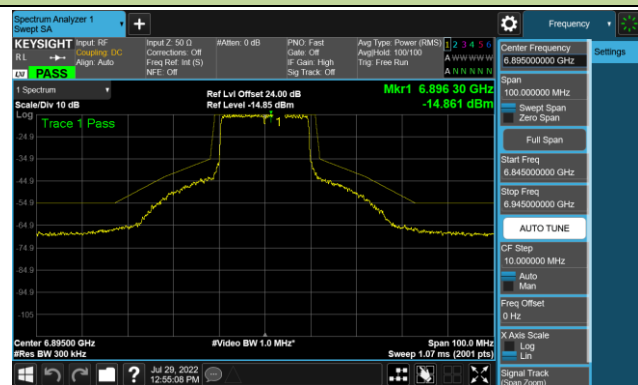 Spectrum Analyzer 1
Swept SA
Frequency
KEYSIGHT
RL
PASS
Input: RF
Coupling: DC
Align: Auto
Input Z: 50 Ω
Corrections: Off
Freq Ref: Int (S)
NFE: Off
#Atten: 0 dB
PNO: Fast
Gate: Off
IF Gain: High
Sig Track: Off
Avg Type: Power (RMS)
Avg|Hold: 100/100
Trig: Free Run
1 2 3 4 5 6
A W W W W W
A N N N N N
1 Spectrum
Scale/Div 10 dB
Log
Ref Lvl Offset 24.00 dB
Ref Level -14.85 dBm
Mkr1 6.896 30 GHz
-14.861 dBm
Trace 1 Pass
1
-24.9
-34.9
-44.9
-54.9
-64.9
-74.9
-84.9
-94.9
-105
Center 6.89500 GHz
#Res BW 300 kHz
#Video BW 1.0 MHz*
Span 100.0 MHz
Sweep 1.07 ms (2001 pts)
Jul 29, 2022
12:55:08 PM
Settings
Center Frequency
6.895000000 GHz
Span
100.000000 MHz
Swept Span
Zero Span
Full Span
Start Freq
6.845000000 GHz
Stop Freq
6.945000000 GHz
AUTO TUNE
CF Step
10.000000 MHz
Auto
Man
Freq Offset
0 Hz
X Axis Scale
Log
Lin
Signal Track
(Span Zoom)